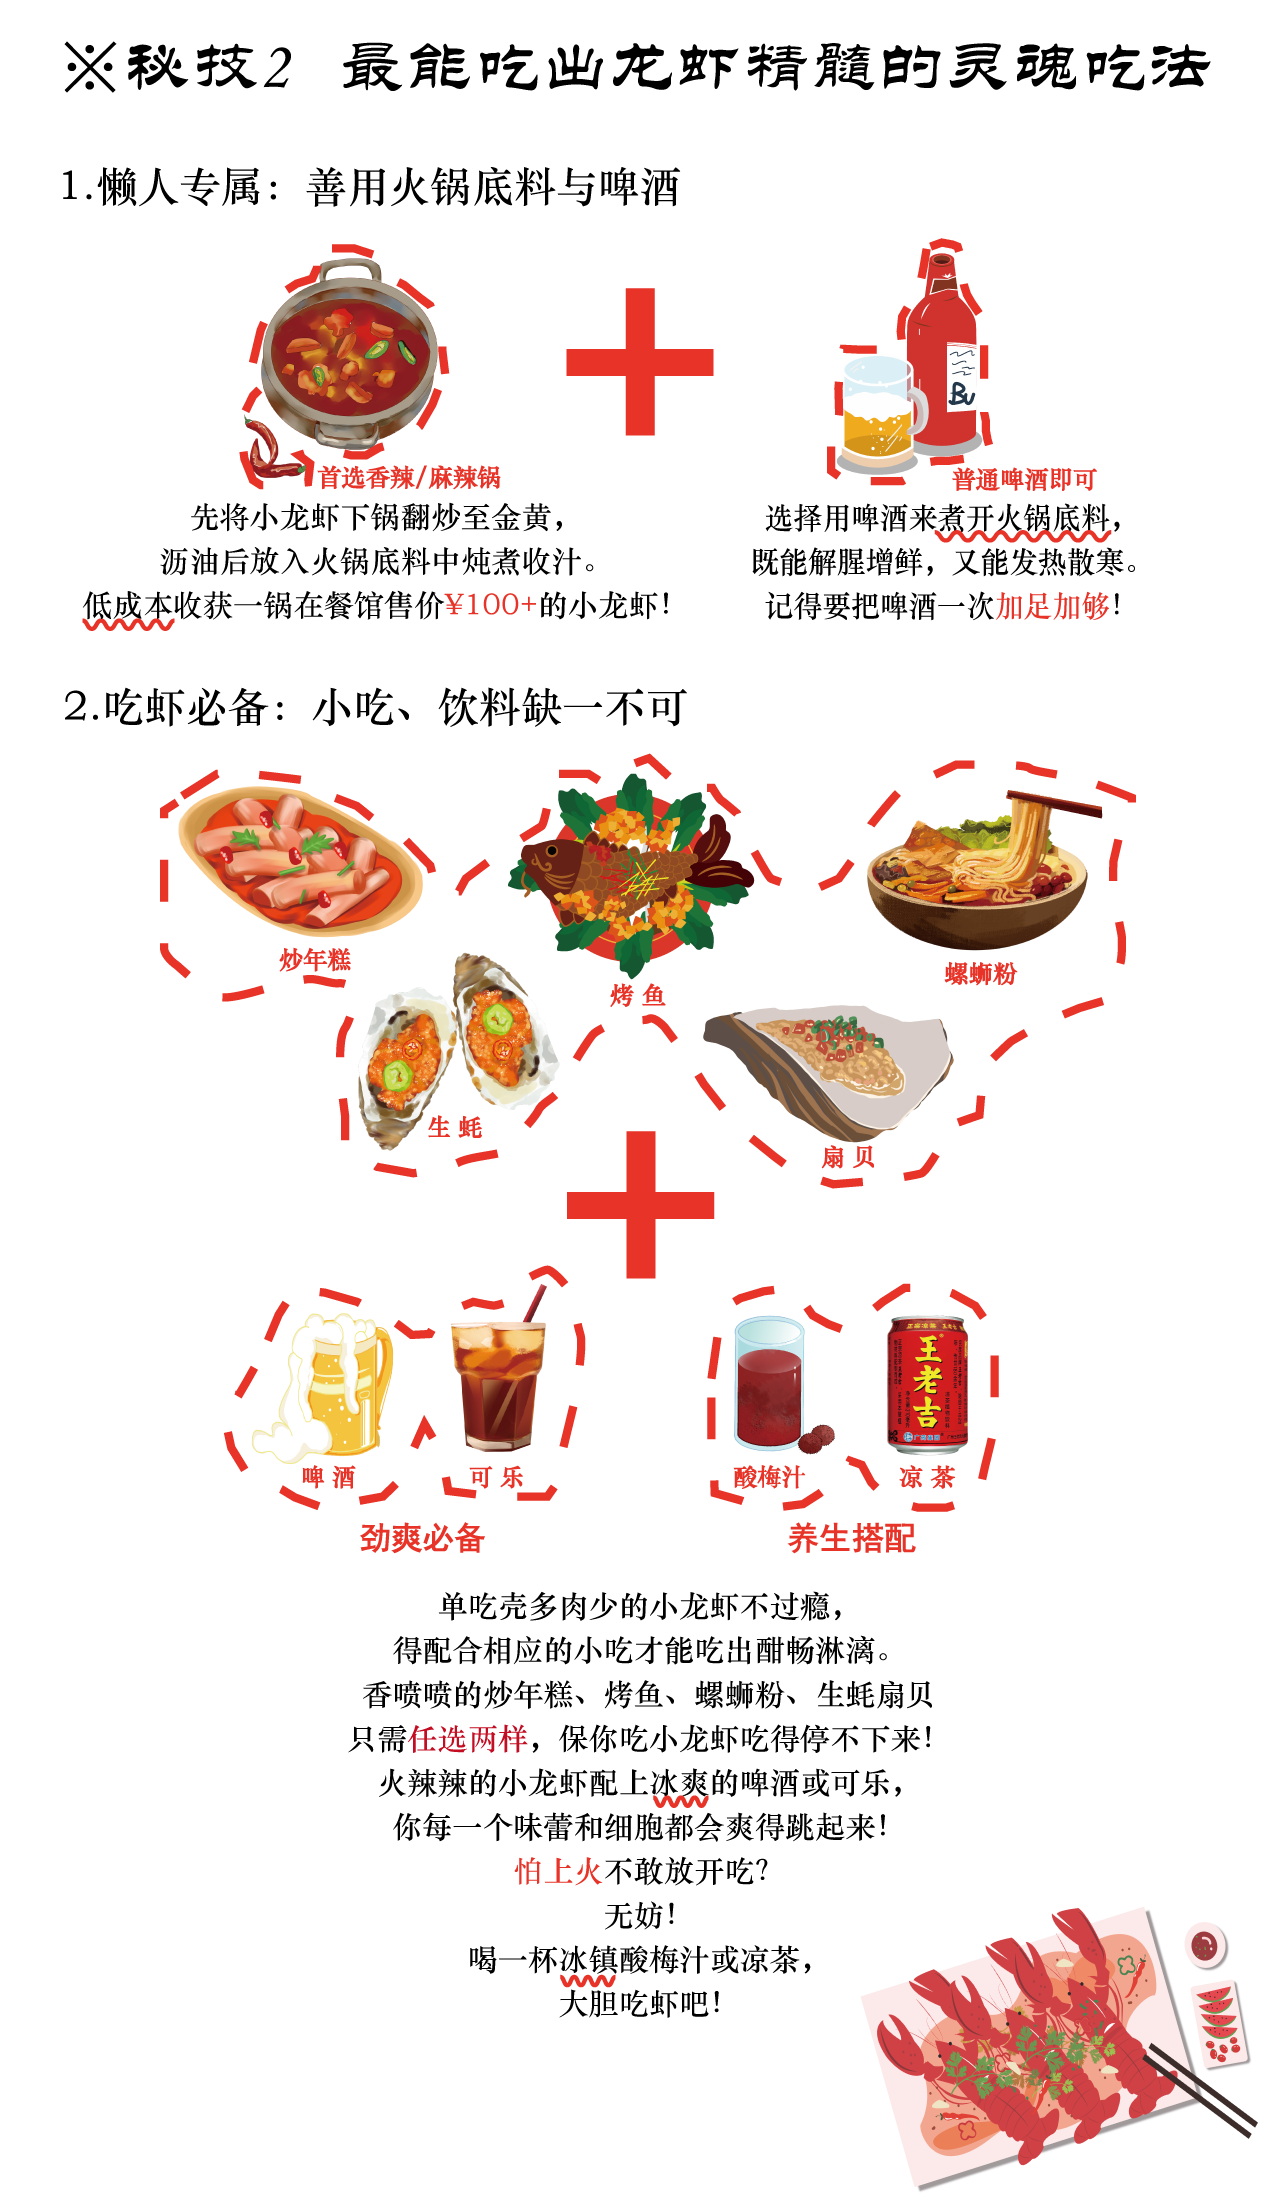 ※秘技2 最能吃出龙虾精髓的灵魂吃法
1.懒人专属：善用火锅底料与啤酒
Bu
首选香辣/麻辣锅
普通啤酒即可
先将小龙虾下锅翻炒至金黄，
沥油后放入火锅底料中炖煮收汁。
低成本收获一锅在餐馆售价¥100+的小龙虾！
选择用啤酒来煮开火锅底料，
既能解腥增鲜，又能发热散寒。
记得要把啤酒一次加足加够！
2.吃虾必备：小吃、饮料缺一不可
炒年糕
烤鱼
螺蛳粉
生蚝
扇贝
王老吉
啤酒
可乐
酸梅汁
凉茶
劲爽必备
养生搭配
单吃壳多肉少的小龙虾不过瘾，
得配合相应的小吃才能吃出酣畅淋漓。
香喷喷的炒年糕、烤鱼、螺蛳粉、生蚝扇贝
只需任选两样，保你吃小龙虾吃得停不下来！
火辣辣的小龙虾配上冰爽的啤酒或可乐，
你每一个味蕾和细胞都会爽得跳起来！
怕上火不敢放开吃？
无妨！
喝一杯冰镇酸梅汁或凉茶，
大胆吃虾吧！